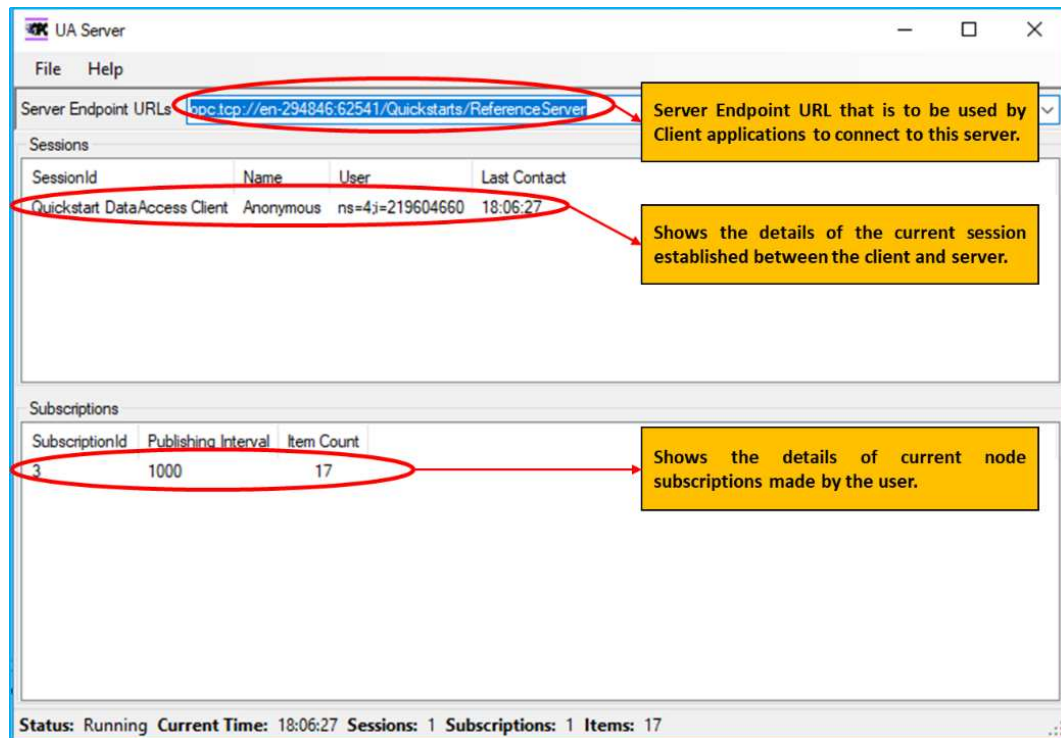 UA Server
File Help
Server Endpoint URLs opc.tcp://en-294846:62541/Quickstarts/ReferenceServer
Server Endpoint URL that is to be used by
Client applications to connect to this server.
Sessions
SessionId Name User Last Contact
Quickstart DataAccess Client Anonymous ns=4;i=219604660 18:06:27
Shows the details of the current session
established between the client and server.
Subscriptions
SubscriptionId Publishing Interval Item Count
3 1000 17
Shows the details of current node
subscriptions made by the user.
Status: Running Current Time: 18:06:27 Sessions: 1 Subscriptions: 1 Items: 17